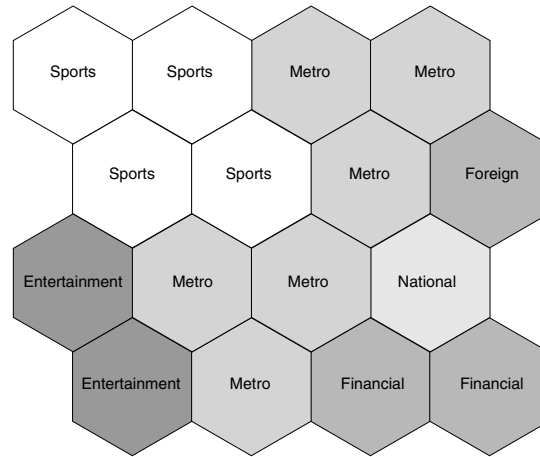 Sports Sports Metro Metro
Sports Sports Metro Foreign
Entertainment Metro Metro National
Entertainment Metro Financial Financial